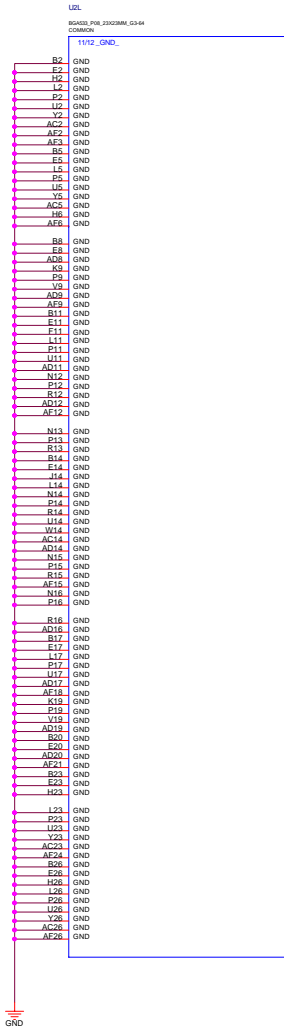 U2L
BGA533_P08_23X23MM_G3-64
COMMON
11/12 _GND_
B2 GND
E2 GND
H2 GND
L2 GND
P2 GND
U2 GND
Y2 GND
AC2 GND
AF2 GND
AF3 GND
B5 GND
E5 GND
L5 GND
P5 GND
U5 GND
Y5 GND
AC5 GND
H6 GND
AF6 GND
B8 GND
E8 GND
AD8 GND
K9 GND
P9 GND
V9 GND
AD9 GND
AF9 GND
B11 GND
E11 GND
F11 GND
L11 GND
P11 GND
U11 GND
AD11 GND
N12 GND
P12 GND
R12 GND
AD12 GND
AF12 GND
N13 GND
P13 GND
R13 GND
B14 GND
E14 GND
J14 GND
L14 GND
N14 GND
P14 GND
R14 GND
U14 GND
W14 GND
AC14 GND
AD14 GND
N15 GND
P15 GND
R15 GND
AF15 GND
N16 GND
P16 GND
R16 GND
AD16 GND
B17 GND
E17 GND
L17 GND
P17 GND
U17 GND
AD17 GND
AF18 GND
K19 GND
P19 GND
V19 GND
AD19 GND
B20 GND
E20 GND
AD20 GND
AF21 GND
B23 GND
E23 GND
H23 GND
L23 GND
P23 GND
U23 GND
Y23 GND
AC23 GND
AF24 GND
B26 GND
E26 GND
H26 GND
L26 GND
P26 GND
U26 GND
Y26 GND
AC26 GND
AF26 GND
GND